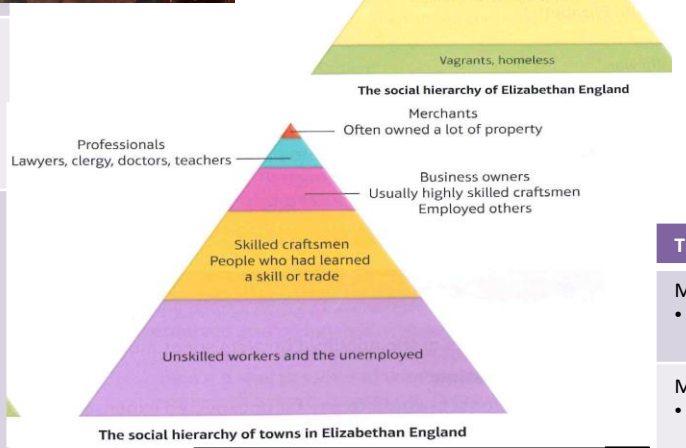 Vagrants, homeless
The social hierarchy of Elizabethan England
Merchants
Often owned a lot of property
Professionals
Lawyers, clergy, doctors, teachers
Business owners
Usually highly skilled craftsmen
Employed others
Skilled craftsmen
People who had learned
a skill or trade
Unskilled workers and the unemployed
The social hierarchy of towns in Elizabethan England
T
M
•
M
•